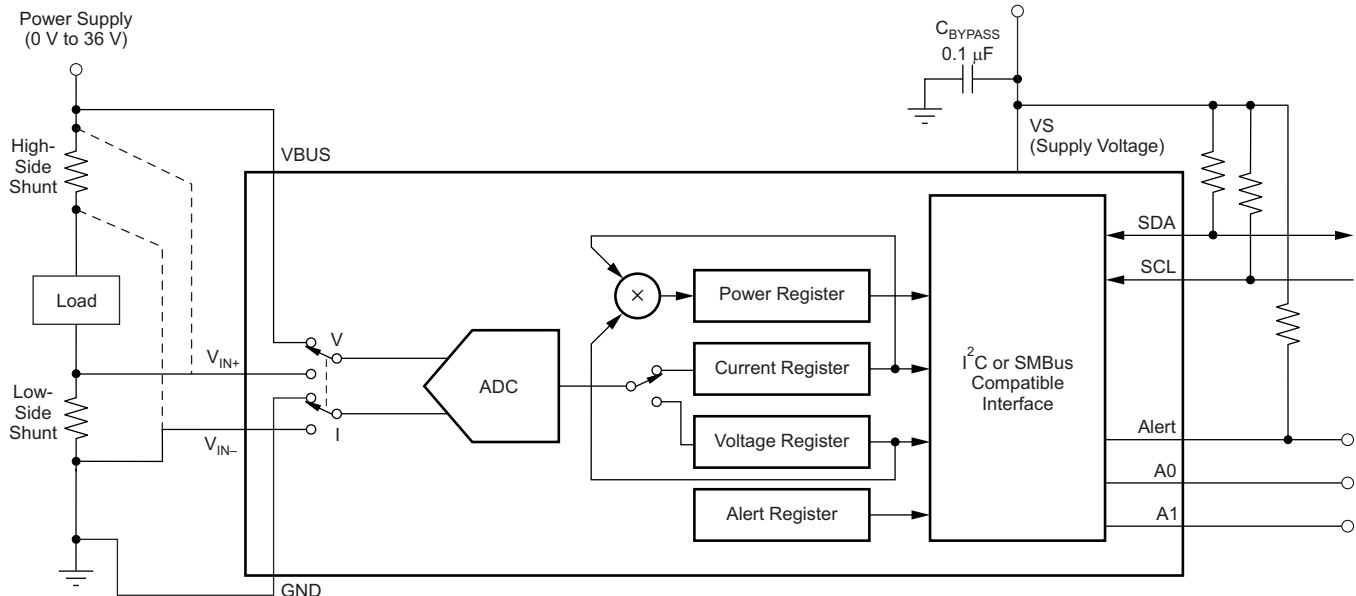 Power Supply
(0 V to 36 V)
C_BYPASS
0.1 μF
VS
(Supply Voltage)
High-
Side
Shunt
VBUS
SDA
SCL
×
Power Register
Load
V
V_IN+
ADC
Current Register
I²C or SMBus
Compatible
Interface
Low-
Side
Shunt
V_IN–
I
Voltage Register
Alert
A0
Alert Register
A1
GND